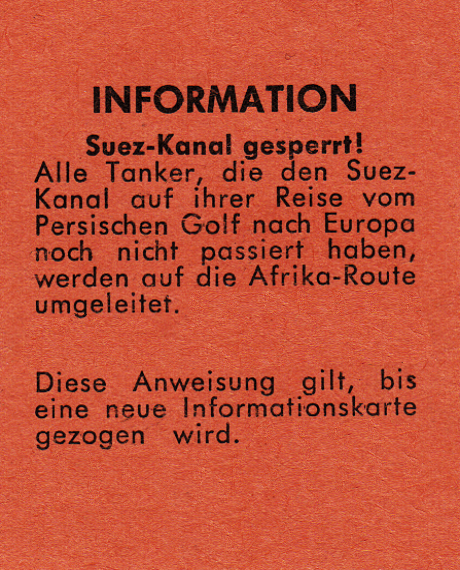 INFORMATION
Suez-Kanal gesperrt!
Alle Tanker, die den Suez-
Kanal auf ihrer Reise vom
Persischen Golf nach Europa
noch nicht passiert haben,
werden auf die Afrika-Route
umgeleitet.
Diese Anweisung gilt, bis
eine neue Informationskarte
gezogen wird.